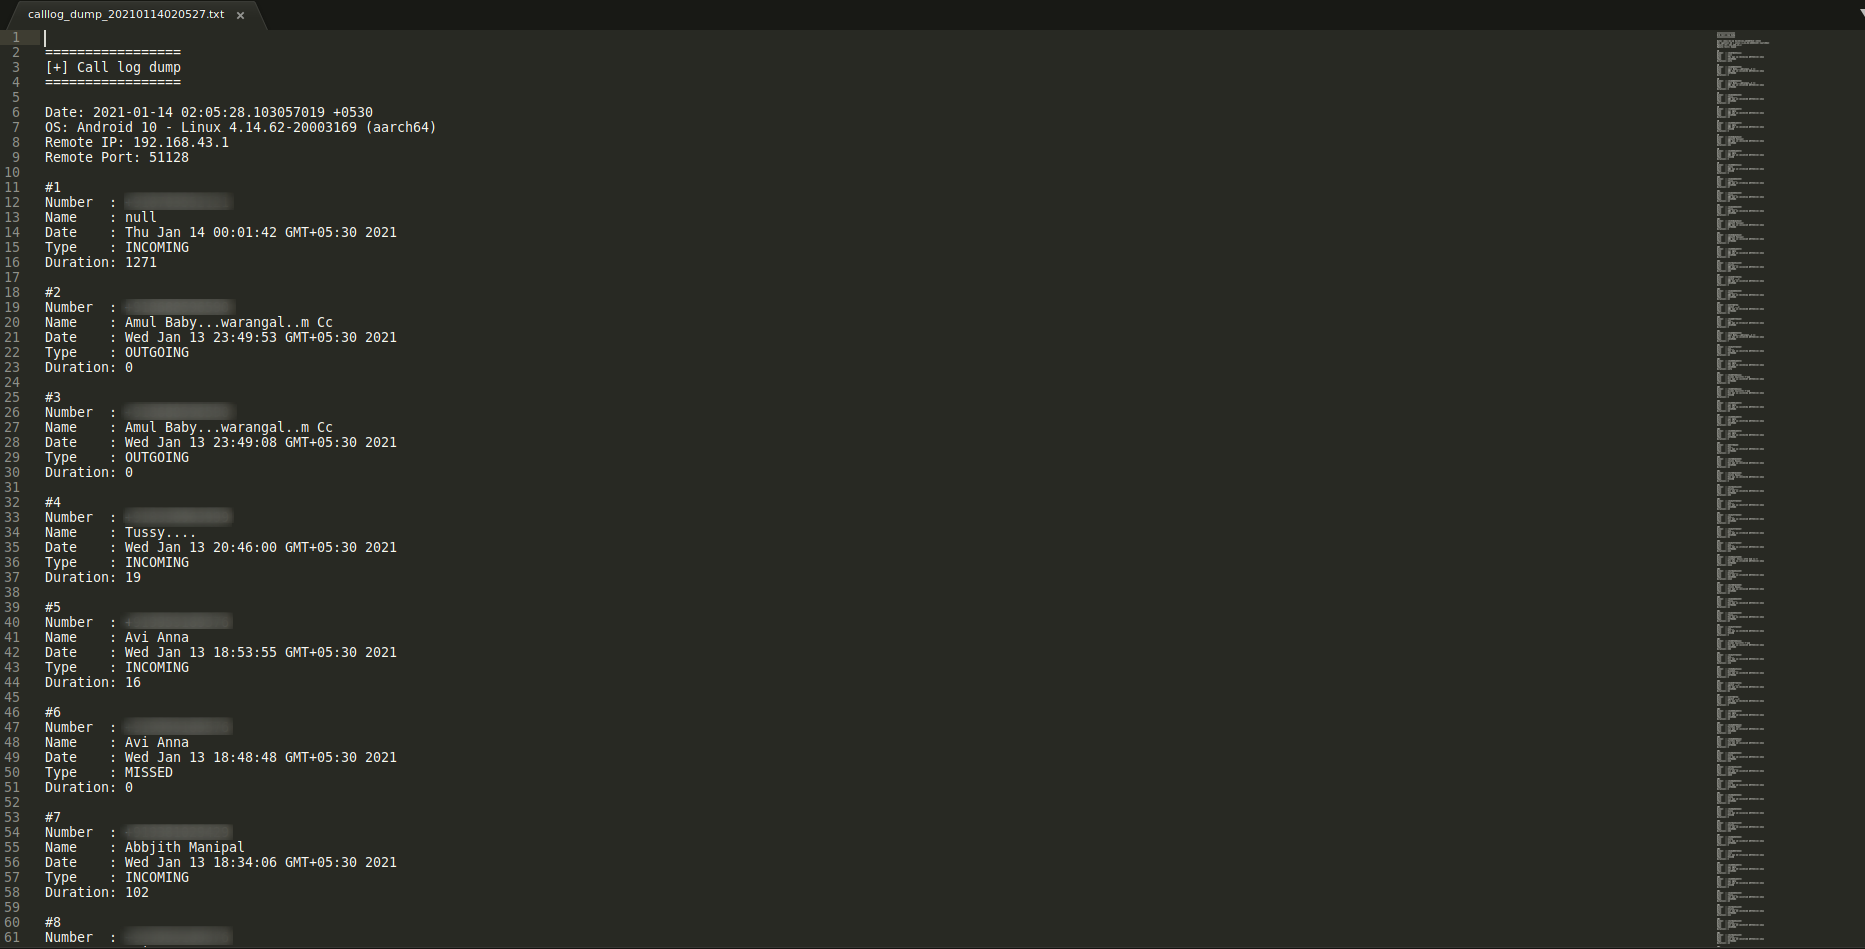 calllog_dump_20210114020527.txt ×
1
2 =================
3 [+] Call log dump
4 =================
5
6 Date: 2021-01-14 02:05:28.103057019 +0530
7 OS: Android 10 - Linux 4.14.62-20003169 (aarch64)
8 Remote IP: 192.168.43.1
9 Remote Port: 51128
10
11 #1
12 Number  :
13 Name    : null
14 Date    : Thu Jan 14 00:01:42 GMT+05:30 2021
15 Type    : INCOMING
16 Duration: 1271
17
18 #2
19 Number  :
20 Name    : Amul Baby...warangal..m Cc
21 Date    : Wed Jan 13 23:49:53 GMT+05:30 2021
22 Type    : OUTGOING
23 Duration: 0
24
25 #3
26 Number  :
27 Name    : Amul Baby...warangal..m Cc
28 Date    : Wed Jan 13 23:49:08 GMT+05:30 2021
29 Type    : OUTGOING
30 Duration: 0
31
32 #4
33 Number  :
34 Name    : Tussy....
35 Date    : Wed Jan 13 20:46:00 GMT+05:30 2021
36 Type    : INCOMING
37 Duration: 19
38
39 #5
40 Number  :
41 Name    : Avi Anna
42 Date    : Wed Jan 13 18:53:55 GMT+05:30 2021
43 Type    : INCOMING
44 Duration: 16
45
46 #6
47 Number  :
48 Name    : Avi Anna
49 Date    : Wed Jan 13 18:48:48 GMT+05:30 2021
50 Type    : MISSED
51 Duration: 0
52
53 #7
54 Number  :
55 Name    : Abbjith Manipal
56 Date    : Wed Jan 13 18:34:06 GMT+05:30 2021
57 Type    : INCOMING
58 Duration: 102
59
60 #8
61 Number  :